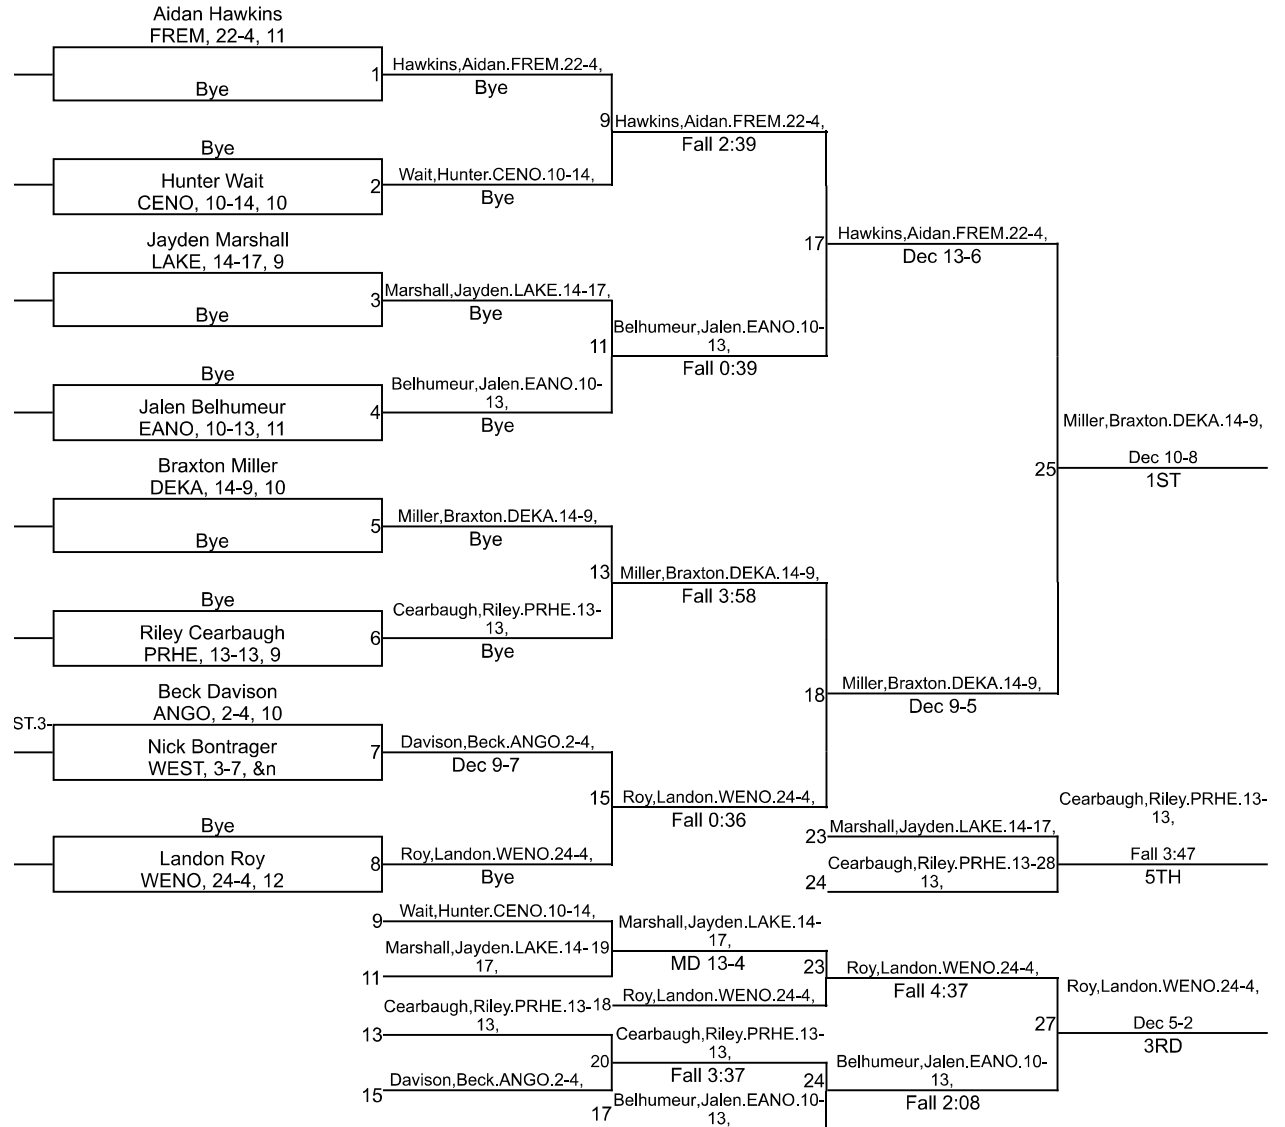 Aidan Hawkins
FREM, 22-4, 11
1
Hawkins,Aidan.FREM.22-4,
Bye
Bye
9
Hawkins,Aidan.FREM.22-4,
Fall 2:39
Bye
Hunter Wait
CENO, 10-14, 10
2
Wait,Hunter.CENO.10-14,
Bye
Jayden Marshall
LAKE, 14-17, 9
17
Hawkins,Aidan.FREM.22-4,
Dec 13-6
3
Marshall,Jayden.LAKE.14-17,
Bye
Bye
11
Belhumeur,Jalen.EANO.10-
13,
Fall 0:39
Bye
Jalen Belhumeur
EANO, 10-13, 11
4
Belhumeur,Jalen.EANO.10-
13,
Bye
Miller,Braxton.DEKA.14-9,
25
Dec 10-8
1ST
Braxton Miller
DEKA, 14-9, 10
5
Miller,Braxton.DEKA.14-9,
Bye
Bye
13
Miller,Braxton.DEKA.14-9,
Fall 3:58
Bye
Riley Cearbaugh
PRHE, 13-13, 9
6
Cearbaugh,Riley.PRHE.13-
13,
Bye
18
Miller,Braxton.DEKA.14-9,
Dec 9-5
Beck Davison
ANGO, 2-4, 10
ST.3-
Nick Bontrager
WEST, 3-7, &n
7
Davison,Beck.ANGO.2-4,
Dec 9-7
15
Roy,Landon.WENO.24-4,
Fall 0:36
Bye
Landon Roy
WENO, 24-4, 12
8
Roy,Landon.WENO.24-4,
Bye
23
Marshall,Jayden.LAKE.14-17,
24
Cearbaugh,Riley.PRHE.13-
13,
28
Cearbaugh,Riley.PRHE.13-
13,
Fall 3:47
5TH
9
Wait,Hunter.CENO.10-14,
11
Marshall,Jayden.LAKE.14-
17,
19
Marshall,Jayden.LAKE.14-
17,
MD 13-4
18
Roy,Landon.WENO.24-4,
23
Roy,Landon.WENO.24-4,
Fall 4:37
13
Cearbaugh,Riley.PRHE.13-
13,
15
Davison,Beck.ANGO.2-4,
20
Cearbaugh,Riley.PRHE.13-
13,
Fall 3:37
17
Belhumeur,Jalen.EANO.10-
13,
24
Belhumeur,Jalen.EANO.10-
13,
Fall 2:08
27
Roy,Landon.WENO.24-4,
Dec 5-2
3RD